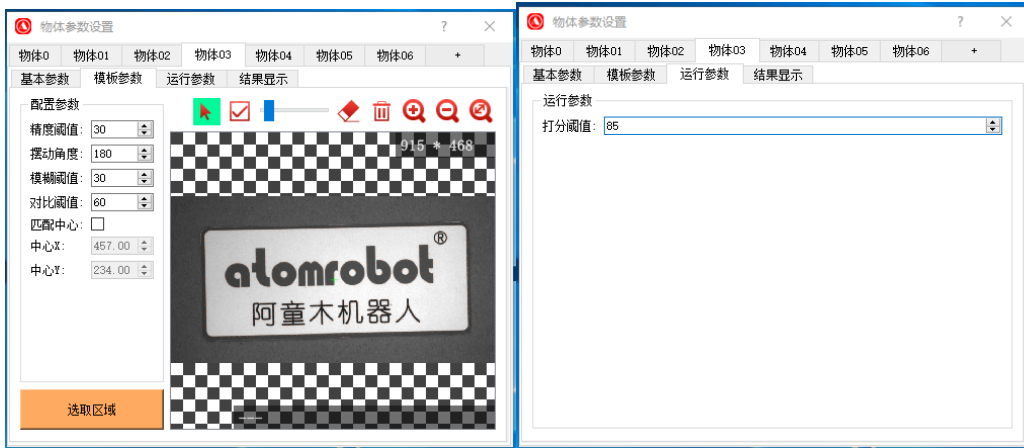 物体参数设置
?
物体0 物体01 物体02 物体03 物体04 物体05 物体06 +
基本参数 模板参数 运行参数 结果显示
配置参数
精度阈值: 30
摆动角度: 180
模糊阈值: 30
对比阈值: 60
匹配中心:
中心X: 457.00
中心Y: 234.00
选取区域
915 * 468
atomrobot®
阿童木机器人
---
物体参数设置
?
物体0 物体01 物体02 物体03 物体04 物体05 物体06 +
基本参数 模板参数 运行参数 结果显示
运行参数
打分阈值: 85